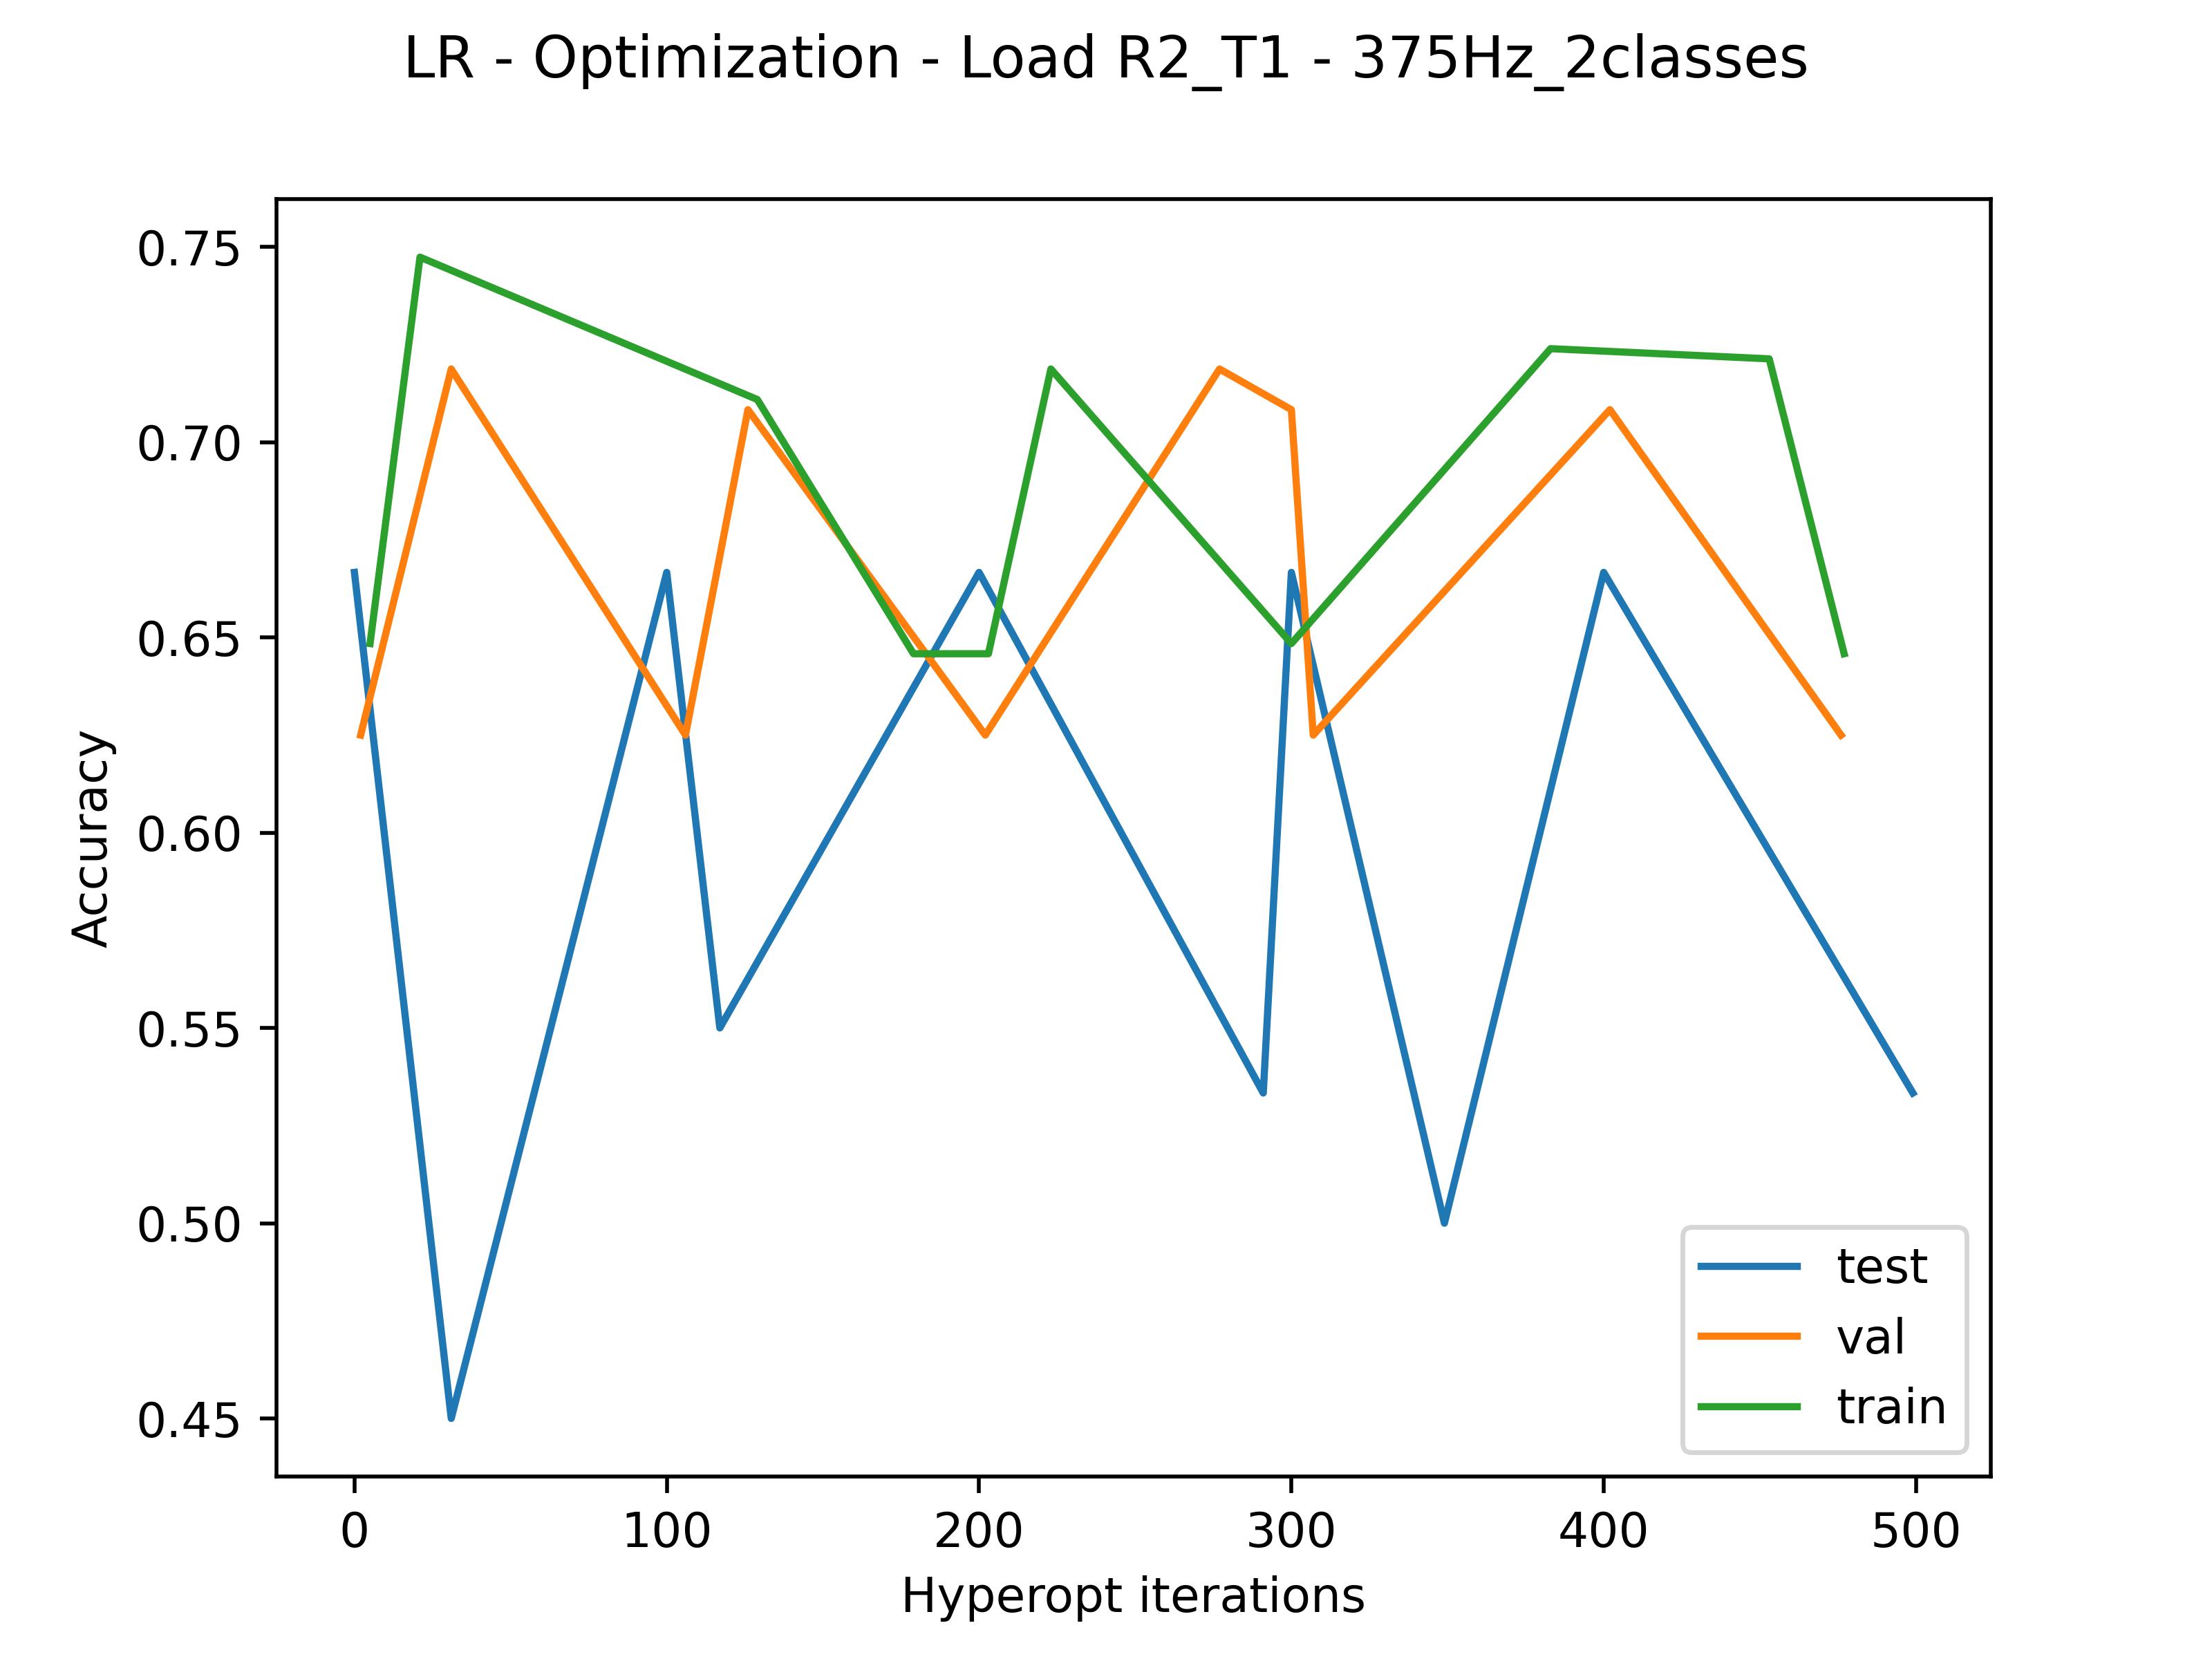 LR - Optimization - Load R2_T1 - 375Hz_2classes
0.75
0.70
0.65
0.60
0.55
0.50
0.45
Accuracy
test
val
train
0 100 200 300 400 500
Hyperopt iterations